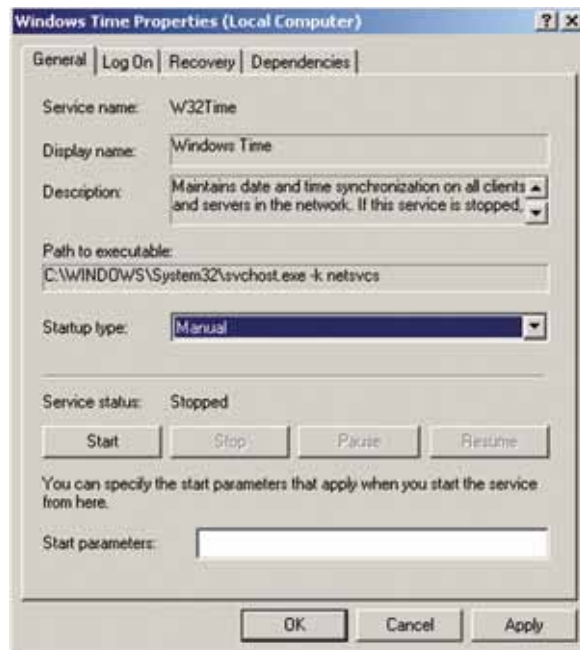 Windows Time Properties (Local Computer)
General Log On Recovery Dependencies
Service name: W32Time
Display name: Windows Time
Description: Maintains date and time synchronization on all clients
and servers in the network. If this service is stopped,
Path to executable:
C:\WINDOWS\System32\svchost.exe -k netsvcs
Startup type: Manual
Service status: Stopped
Start Stop Pause Resume
You can specify the start parameters that apply when you start the service
from here.
Start parameters:
OK Cancel Apply